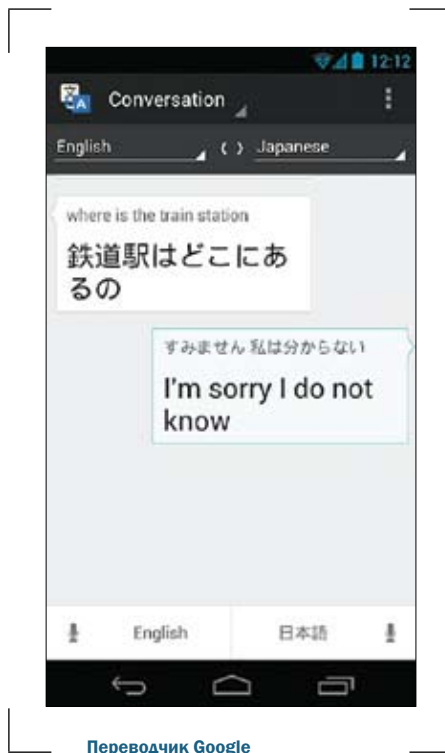 12:12
文A
Conversation
English ‹ › Japanese
where is the train station
鉄道駅はどこにあ
るの
すみません 私は分からない
I'm sorry I do not
know
English 日本語
Переводчик Google